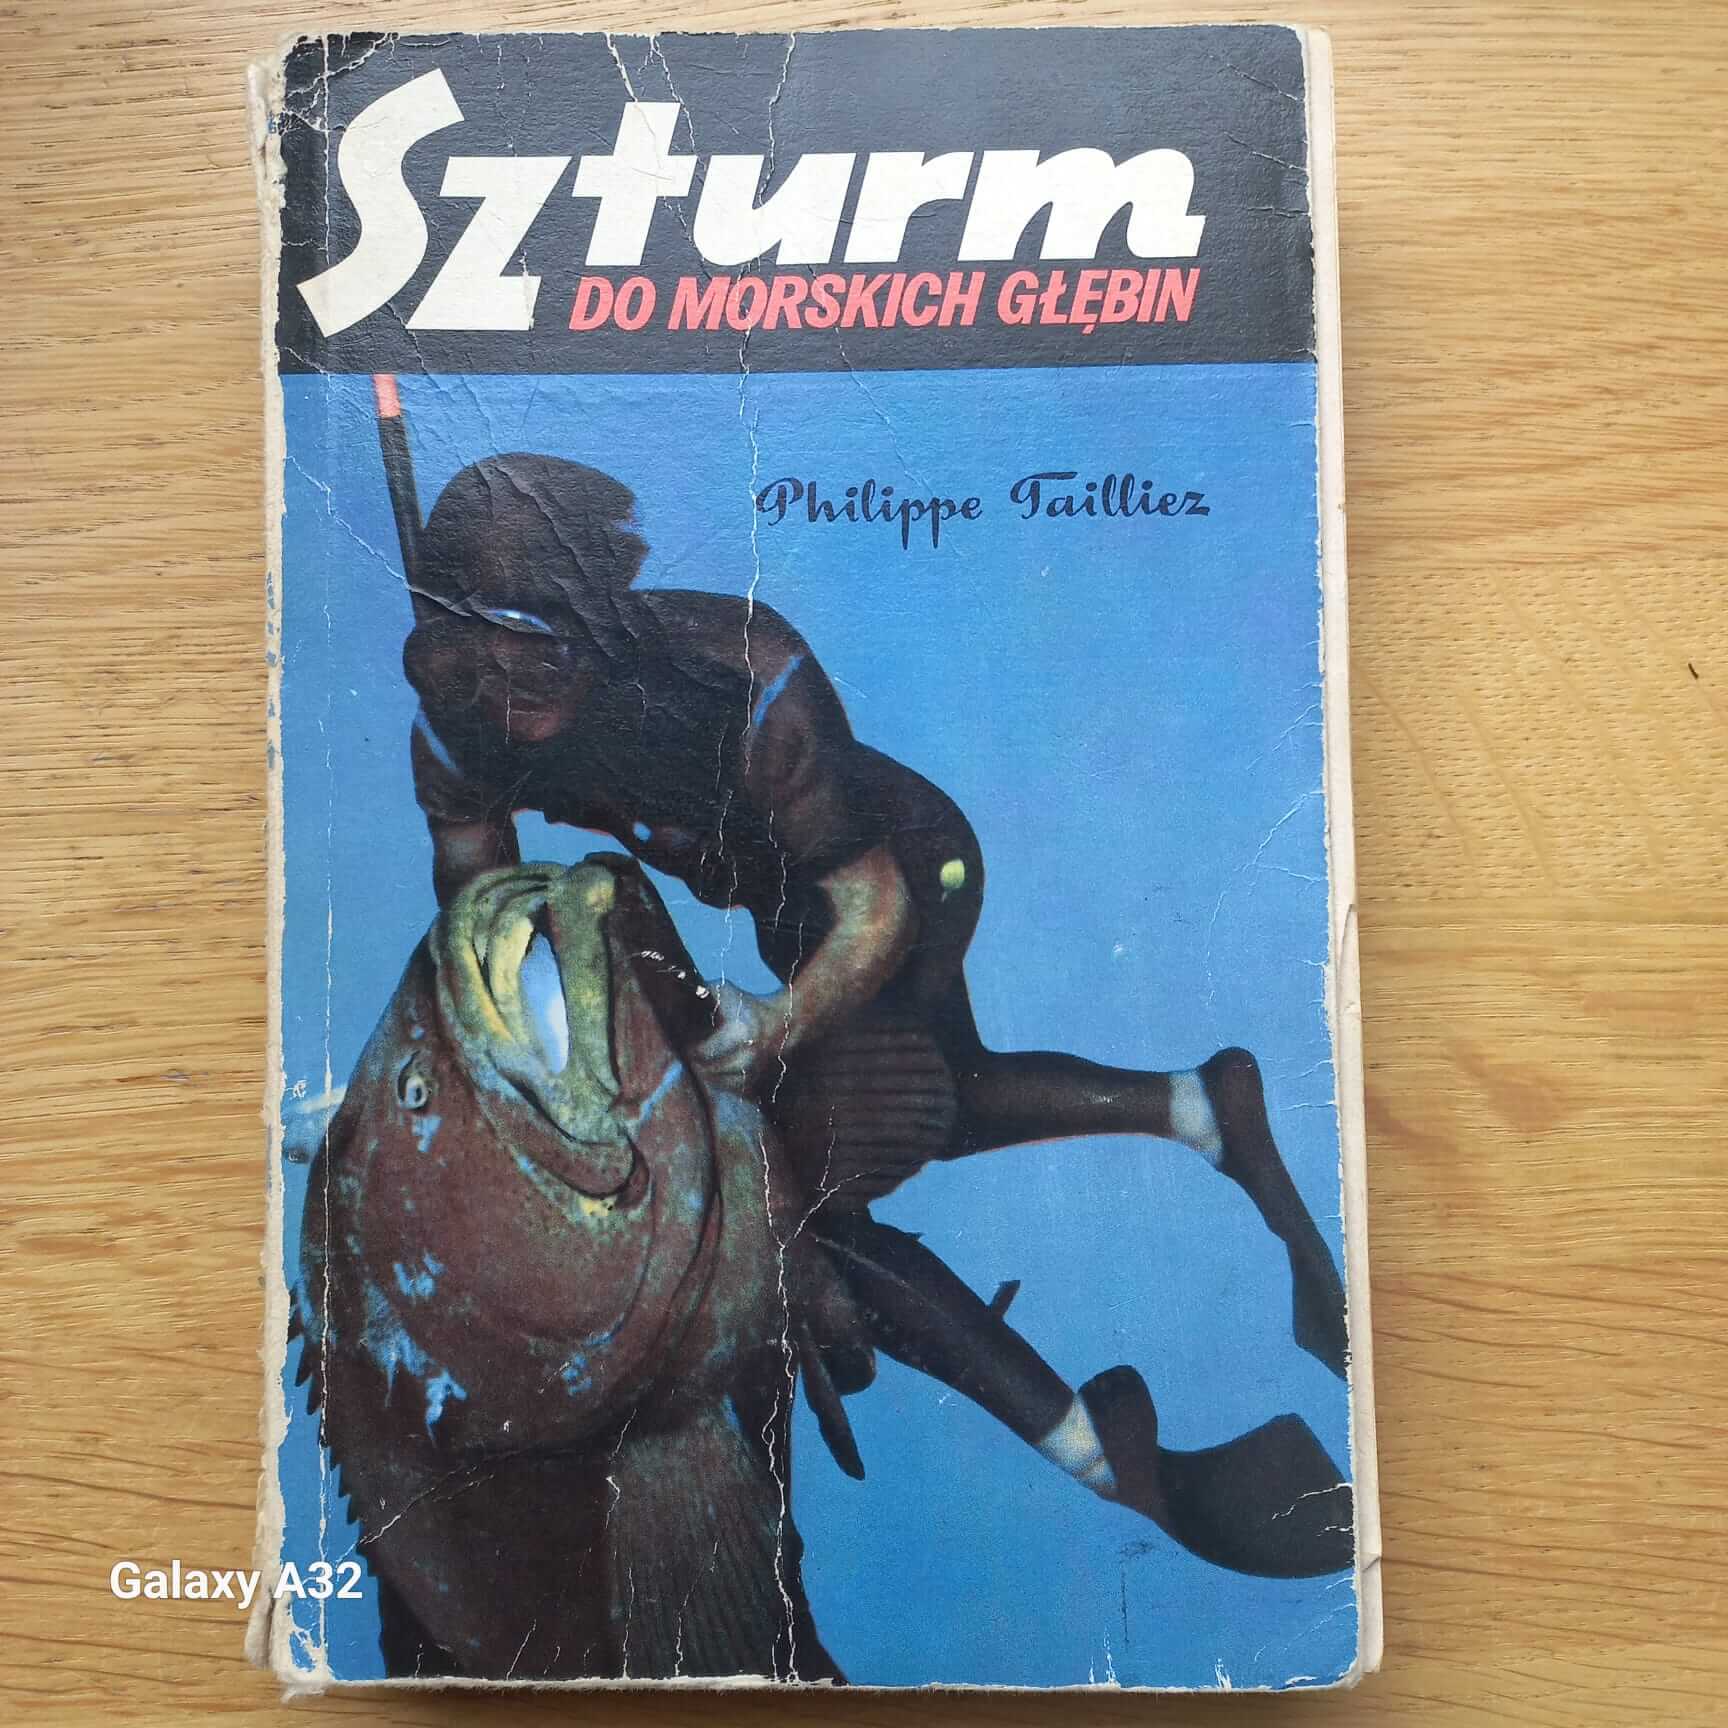 Szturm
DO MORSKICH GŁĘBIN
Philippe Tailliez
Galaxy A32